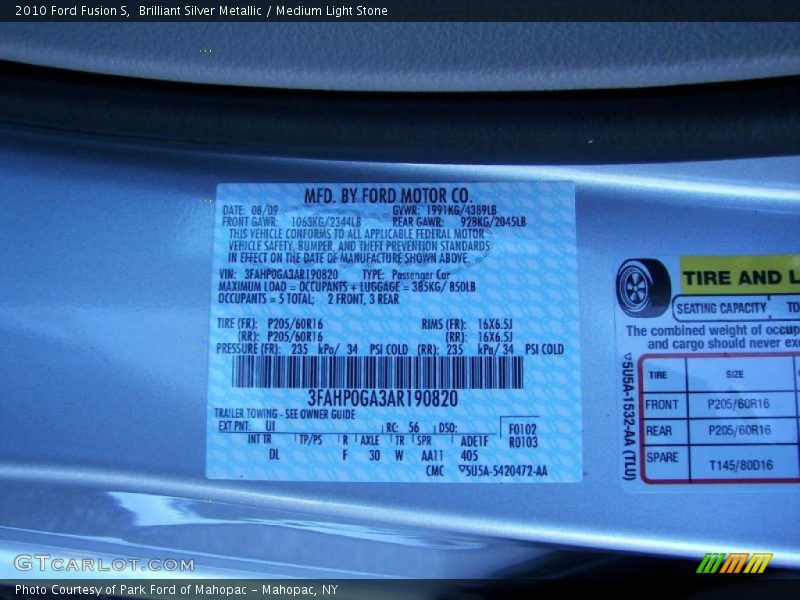 2010 Ford Fusion S,  Brilliant Silver Metallic / Medium Light Stone
MFD. BY FORD MOTOR CO.
DATE: 08/09 GVWR: 1991KG/4389LB
FRONT GAWR: 1063KG/2344LB REAR GAWR: 928KG/2045LB
THIS VEHICLE CONFORMS TO ALL APPLICABLE FEDERAL MOTOR
VEHICLE SAFETY, BUMPER, AND THEFT PREVENTION STANDARDS
IN EFFECT ON THE DATE OF MANUFACTURE SHOWN ABOVE.
VIN: 3FAHP0GA3AR190820 TYPE: Passenger Car
MAXIMUM LOAD = OCCUPANTS + LUGGAGE = 385KG/ 850LB
OCCUPANTS = 5 TOTAL; 2 FRONT, 3 REAR
TIRE (FR): P205/60R16 RIMS (FR): 16X6.5J
(RR): P205/60R16 (RR): 16X6.5J
PRESSURE (FR): 235 kPa/ 34 PSI COLD (RR): 235 kPa/ 34 PSI COLD
3FAHP0GA3AR190820
TRAILER TOWING - SEE OWNER GUIDE
EXT PNT: UI RC: 56 DSO: F0102
R0103
INT TR TP/PS R AXLE TR SPR ADE1F
DL F 30 W AA11 405
CMC ▽5U5A-5420472-AA
TIRE AND L
SEATING CAPACITY TO
The combined weight of occup
and cargo should never exc
▽5U5A-1532-AA (TLU)
TIRE SIZE
FRONT P205/60R16
REAR P205/60R16
SPARE T145/80D16
GTCARLOT.COM
Photo Courtesy of Park Ford of Mahopac - Mahopac, NY